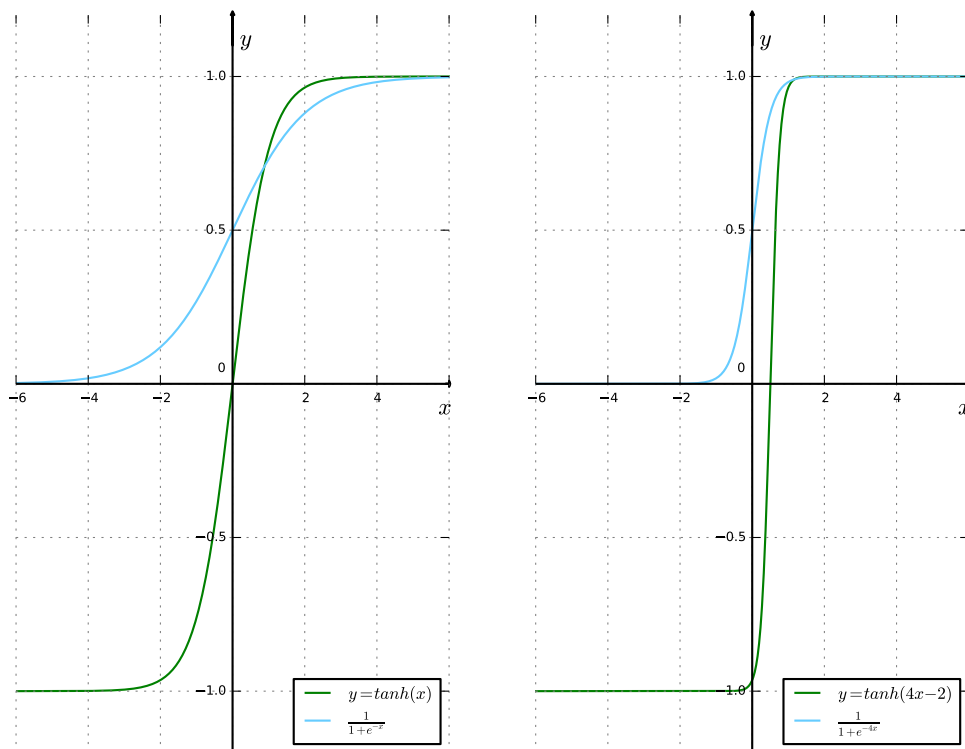 y
1.0
0.5
0
−6
−4
−2
2
4
x
−0.5
−1.0
y=tanh(x)
1/(1+e^{-x})
y
1.0
0.5
0
−6
−4
−2
2
4
x
−0.5
−1.0
y=tanh(4x−2)
1/(1+e^{-4x})